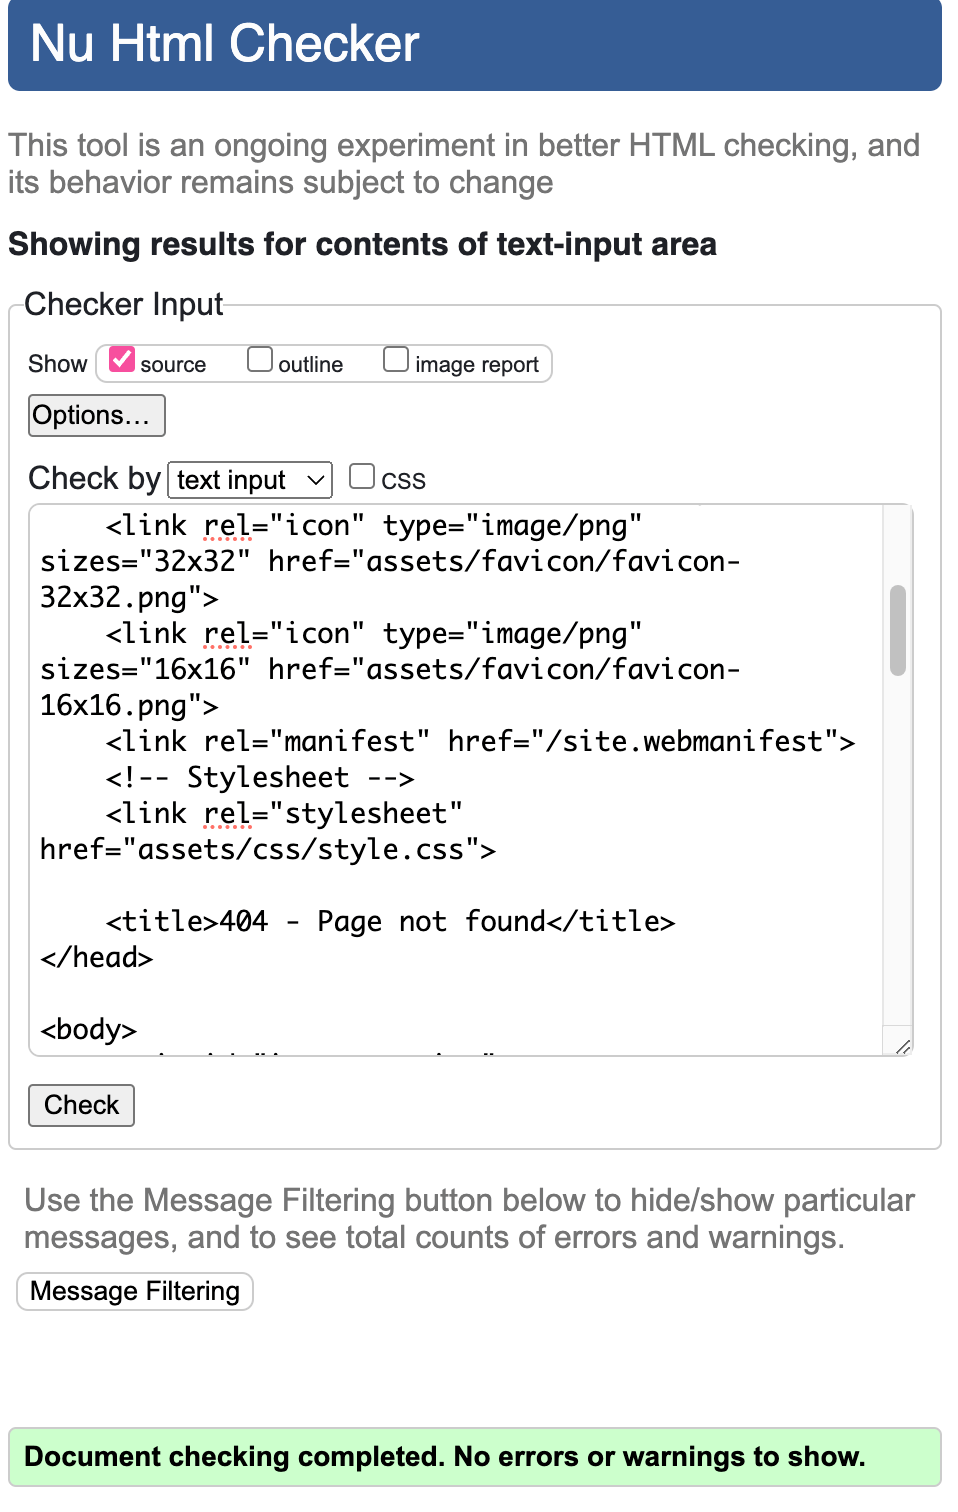 Nu Html Checker
This tool is an ongoing experiment in better HTML checking, and
its behavior remains subject to change
Showing results for contents of text-input area
Checker Input
Show source outline image report
Options...
Check by text input CSS
<link rel="icon" type="image/png"
sizes="32x32" href="assets/favicon/favicon-
32x32.png">
<link rel="icon" type="image/png"
sizes="16x16" href="assets/favicon/favicon-
16x16.png">
<link rel="manifest" href="/site.webmanifest">
<!-- Stylesheet -->
<link rel="stylesheet"
href="assets/css/style.css">
<title>404 - Page not found</title>
</head>
<body>
Check
Use the Message Filtering button below to hide/show particular
messages, and to see total counts of errors and warnings.
Message Filtering
Document checking completed. No errors or warnings to show.